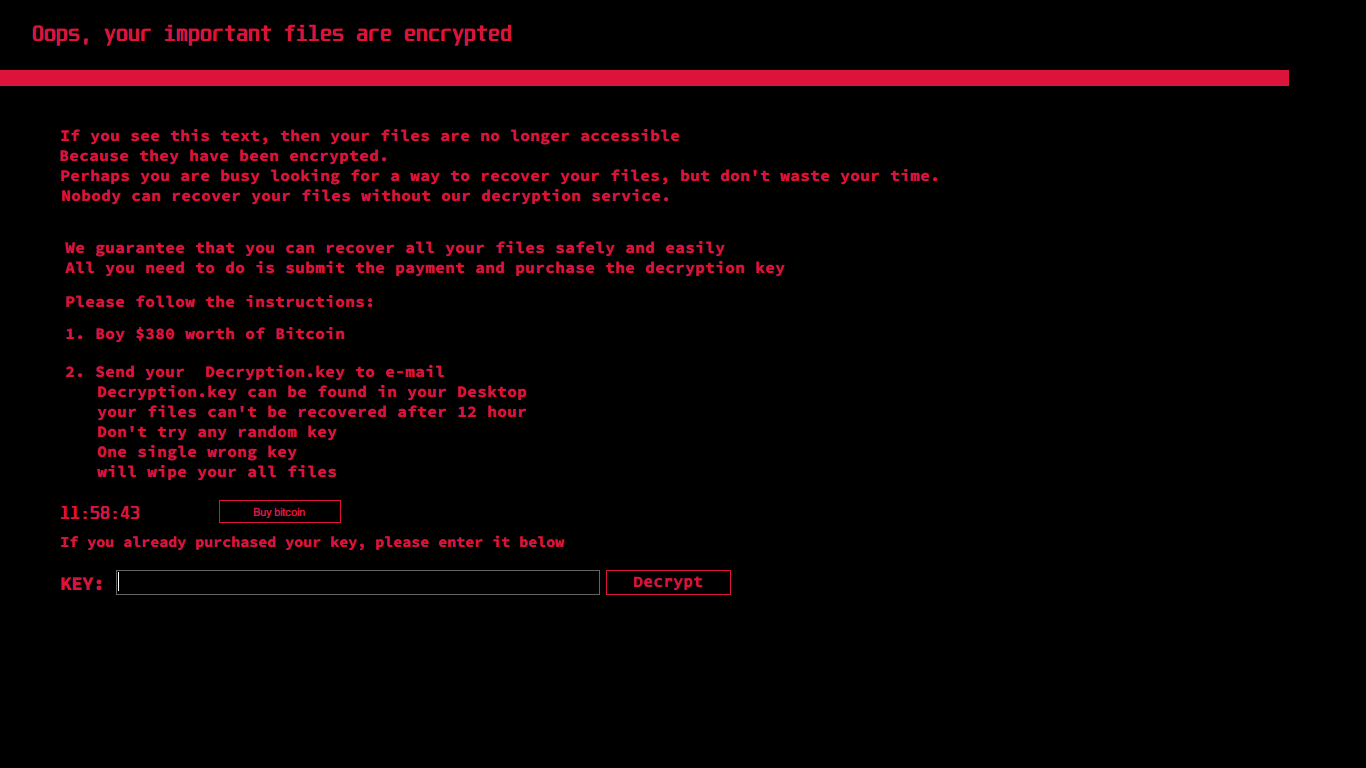 Oops, your important files are encrypted
If you see this text, then your files are no longer accessible
Because they have been encrypted.
Perhaps you are busy looking for a way to recover your files, but don't waste your time.
Nobody can recover your files without our decryption service.
We guarantee that you can recover all your files safely and easily
All you need to do is submit the payment and purchase the decryption key
Please follow the instructions:
1. Boy $380 worth of Bitcoin
2. Send your  Decryption.key to e-mail
Decryption.key can be found in your Desktop
your files can't be recovered after 12 hour
Don't try any random key
One single wrong key
will wipe your all files
11:58:43 Buy bitcoin
If you already purchased your key, please enter it below
KEY: Decrypt